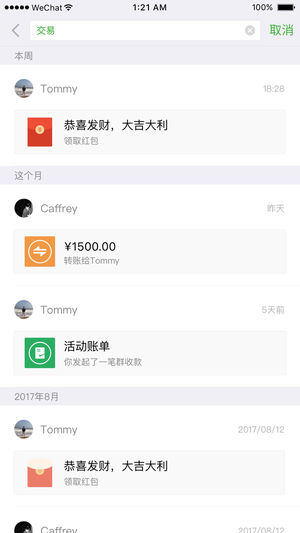 WeChat 1:21 AM 100%
交易 取消
本周
Tommy 18:28
恭喜发财，大吉大利
领取红包
这个月
Caffrey 昨天
¥1500.00
转账给Tommy
Tommy 5天前
活动账单
你发起了一笔群收款
2017年8月
Tommy 2017/08/12
恭喜发财，大吉大利
领取红包
Caffrey 2017/08/12